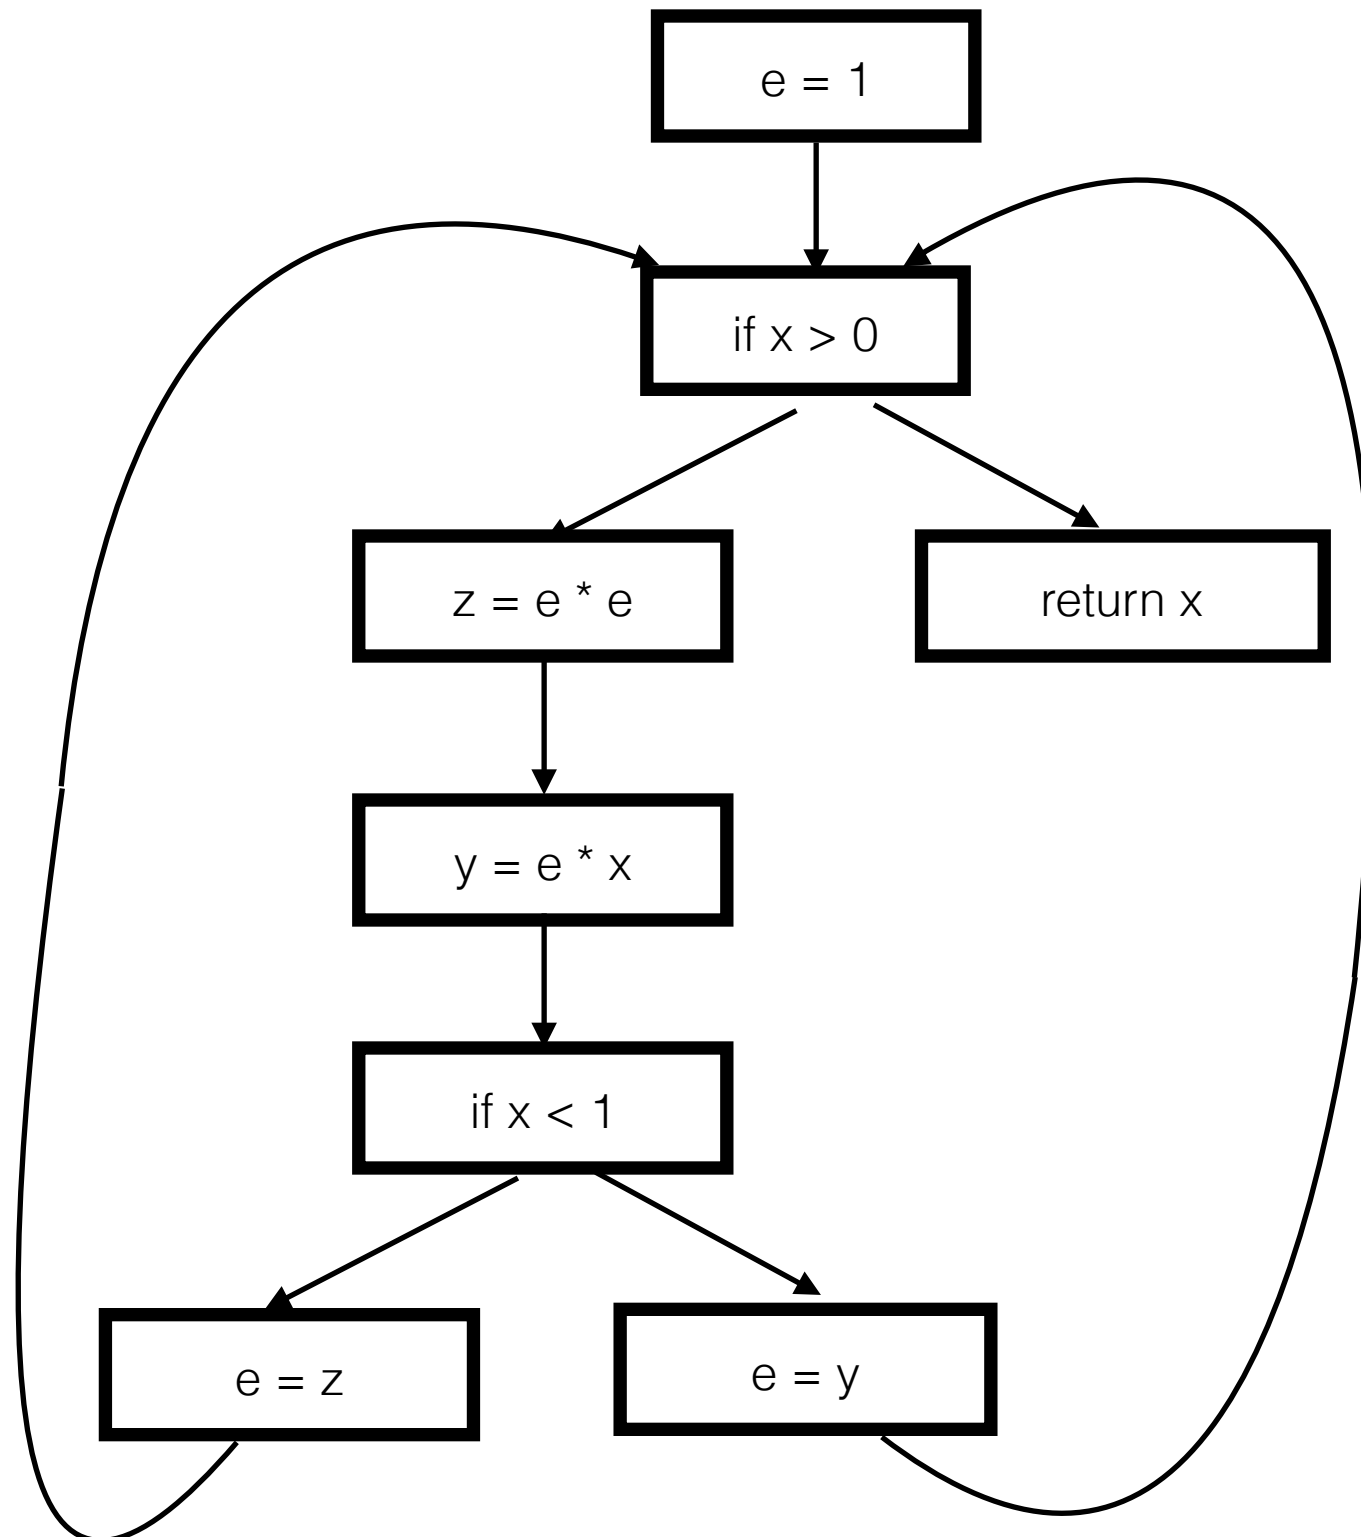 e = 1
if x > 0
z = e * e
return x
y = e * x
if x < 1
e = z
e = y